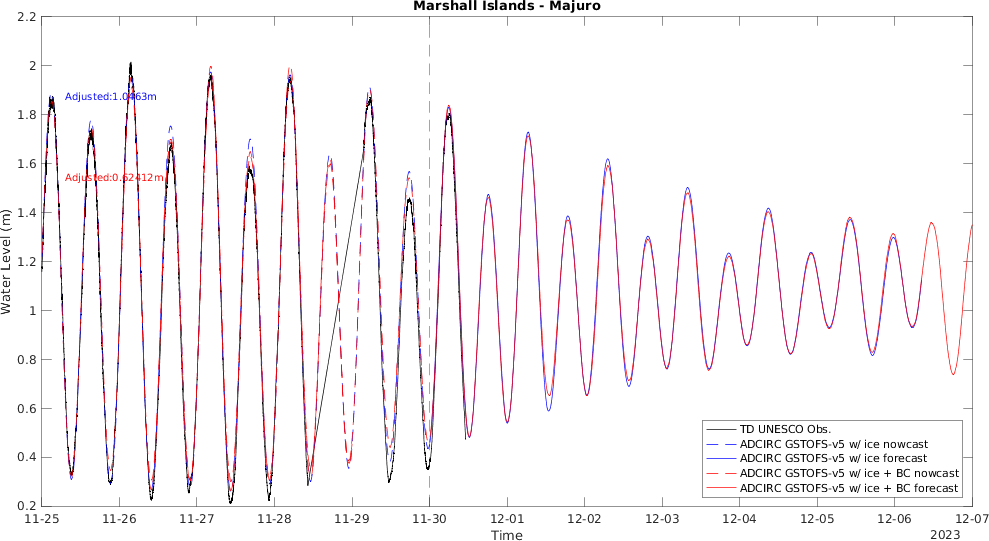 Marshall Islands - Majuro
2.2
2
1.8
1.6
1.4
1.2
1
0.8
0.6
0.4
0.2
Water Level (m)
Adjusted:1.0463m
Adjusted:0.62412m
TD UNESCO Obs.
ADCIRC GSTOFS-v5 w/ ice nowcast
ADCIRC GSTOFS-v5 w/ ice forecast
ADCIRC GSTOFS-v5 w/ ice + BC nowcast
ADCIRC GSTOFS-v5 w/ ice + BC forecast
11-25 11-26 11-27 11-28 11-29 11-30 12-01 12-02 12-03 12-04 12-05 12-06 12-07
Time
2023